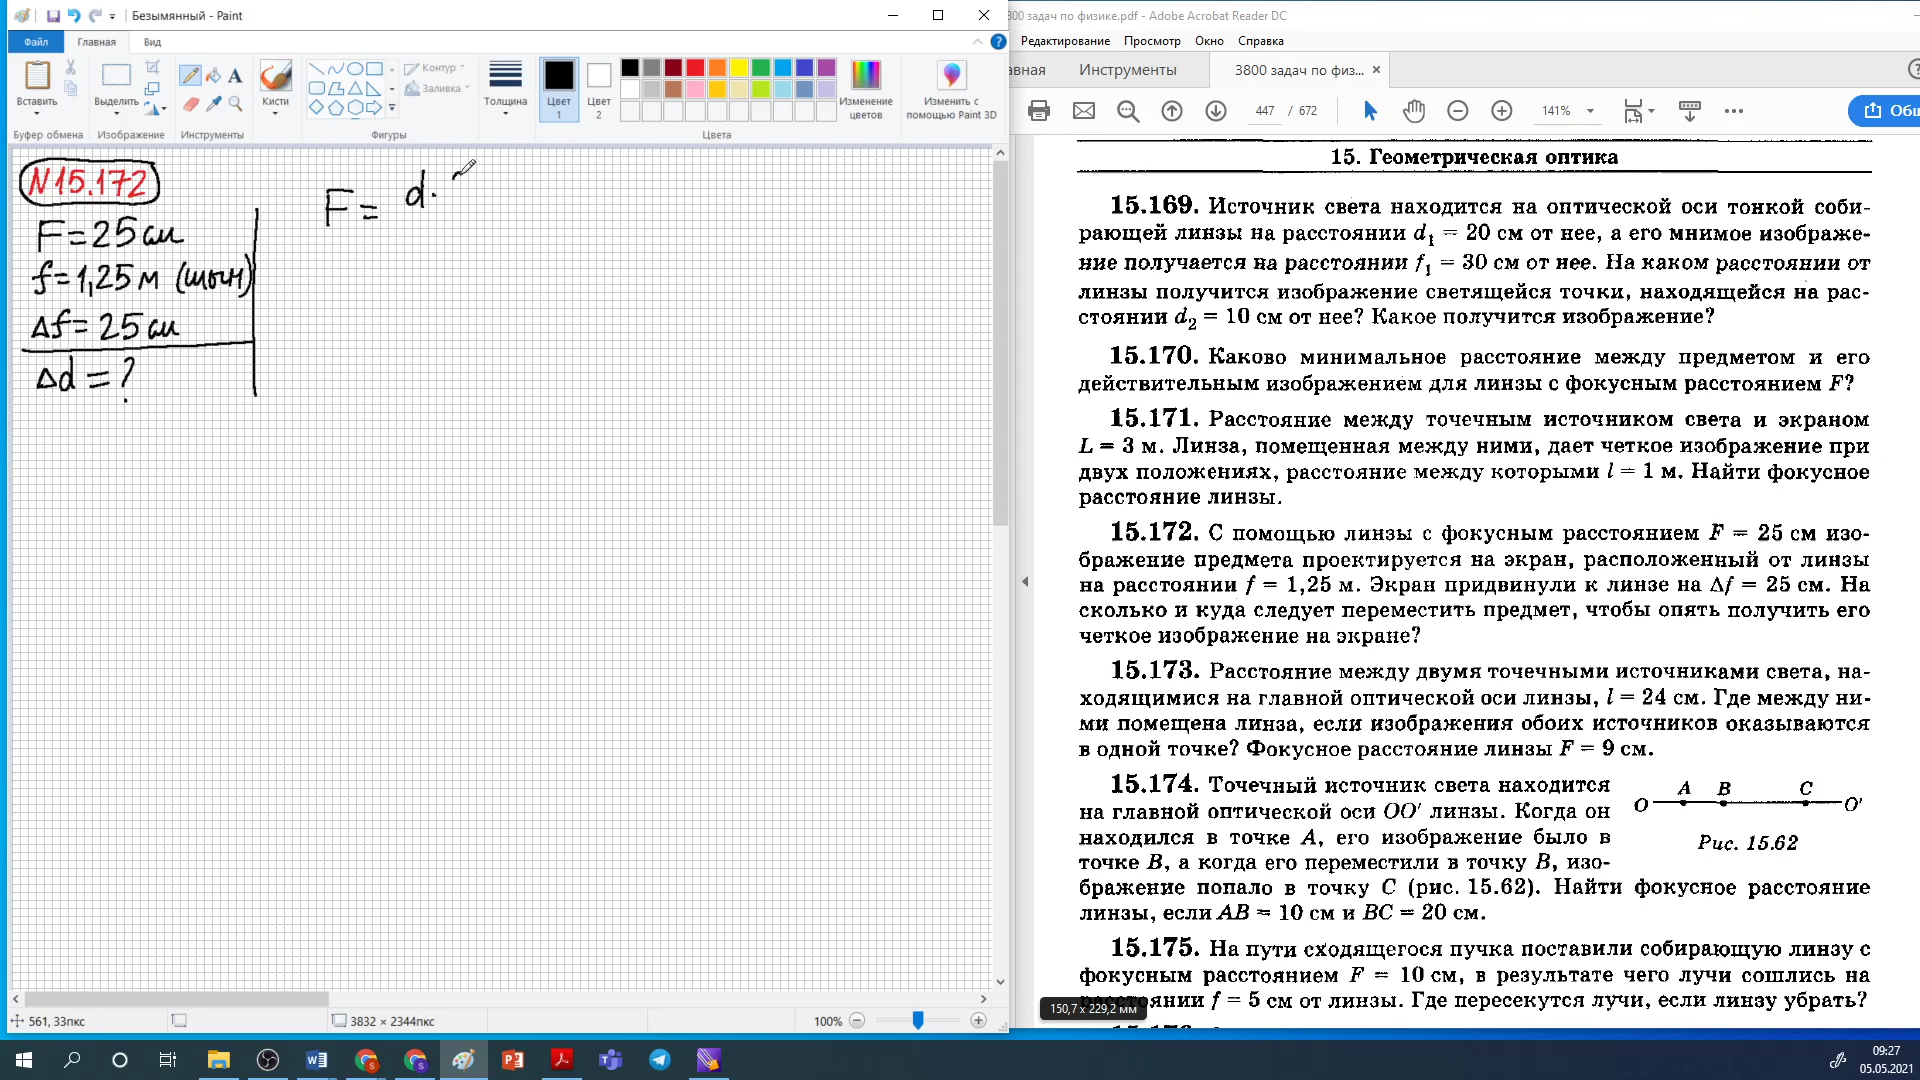 Безымянный - Paint
Файл
Главная
Вид
Вставить
Выделить
Кисти
Контур
Заливка
Толщина
Цвет 1
Цвет 2
Изменение цветов
Изменить с помощью Paint 3D
Буфер обмена
Изображение
Инструменты
Фигуры
Цвета
N15.172
F = 25 см
f = 1,25 м
Δf = 25 см
Δd = ?
F = d·
561, 33пкс
3832 × 2344пкс
100%
3800 задач по физике.pdf - Adobe Acrobat Reader DC
Редактирование Просмотр Окно Справка
Инструменты
3800 задач по физ...
447 / 672
141%
15. Геометрическая оптика
15.169. Источник света находится на оптической оси тонкой соби-
рающей линзы на расстоянии d₁ = 20 см от нее, а его мнимое изображе-
ние получается на расстоянии f₁ = 30 см от нее. На каком расстоянии от
линзы получится изображение светящейся точки, находящейся на рас-
стоянии d₂ = 10 см от нее? Какое получится изображение?
15.170. Каково минимальное расстояние между предметом и его
действительным изображением для линзы с фокусным расстоянием F?
15.171. Расстояние между точечным источником света и экраном
L = 3 м. Линза, помещенная между ними, дает четкое изображение при
двух положениях, расстояние между которыми l = 1 м. Найти фокусное
расстояние линзы.
15.172. С помощью линзы с фокусным расстоянием F = 25 см изо-
бражение предмета проектируется на экран, расположенный от линзы
на расстоянии f = 1,25 м. Экран придвинули к линзе на Δf = 25 см. На
сколько и куда следует переместить предмет, чтобы опять получить его
четкое изображение на экране?
15.173. Расстояние между двумя точечными источниками света, на-
ходящимися на главной оптической оси линзы, l = 24 см. Где между ни-
ми помещена линза, если изображения обоих источников оказываются
в одной точке? Фокусное расстояние линзы F = 9 см.
15.174. Точечный источник света находится
на главной оптической оси OO′ линзы. Когда он
находился в точке A, его изображение было в
точке B, а когда его переместили в точку B, изо-
бражение попало в точку C (рис. 15.62). Найти фокусное расстояние
линзы, если AB = 10 см и BC = 20 см.
O A B C O′
Рис. 15.62
15.175. На пути сходящегося пучка поставили собирающую линзу с
фокусным расстоянием F = 10 см, в результате чего лучи сошлись на
f = 5 см от линзы. Где пересекутся лучи, если линзу убрать?
150,7 x 229,2 мм
09:27
05.05.2021